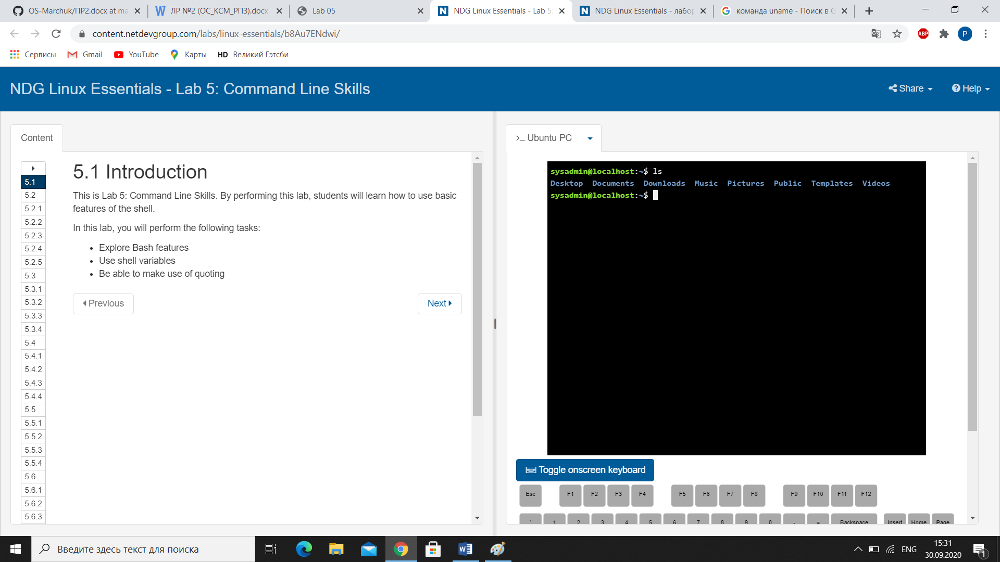 OS-Marchuk/ПР2.docx at ma
ЛР №2 (ОС_КСМ_РПЗ).docx
Lab 05
NDG Linux Essentials - Lab 5:
NDG Linux Essentials - лабор
команда uname - Поиск в G
content.netdevgroup.com/labs/linux-essentials/b8Au7ENdwi/
ABP
P
Сервисы
Gmail
YouTube
Карты
HD Великий Гэтсби
NDG Linux Essentials - Lab 5: Command Line Skills
Share
Help
Content
5.1
5.2
5.2.1
5.2.2
5.2.3
5.2.4
5.2.5
5.3
5.3.1
5.3.2
5.3.3
5.3.4
5.4
5.4.1
5.4.2
5.4.3
5.4.4
5.5
5.5.1
5.5.2
5.5.3
5.5.4
5.6
5.6.1
5.6.2
5.6.3
5.1 Introduction
This is Lab 5: Command Line Skills. By performing this lab, students will learn how to use basic
features of the shell.
In this lab, you will perform the following tasks:
• Explore Bash features
• Use shell variables
• Be able to make use of quoting
Previous
Next
>_ Ubuntu PC
sysadmin@localhost:~$ ls
Desktop Documents Downloads Music Pictures Public Templates Videos
sysadmin@localhost:~$
Toggle onscreen keyboard
Esc F1 F2 F3 F4 F5 F6 F7 F8 F9 F10 F11 F12
` 1 2 3 4 5 6 7 8 9 0 - = Backspace Insert Home Page
Введите здесь текст для поиска
ENG
15:31
30.09.2020
1